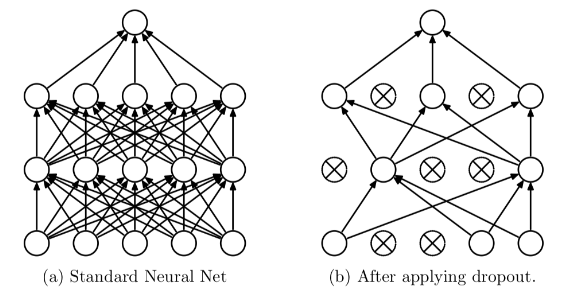 (a) Standard Neural Net
(b) After applying dropout.